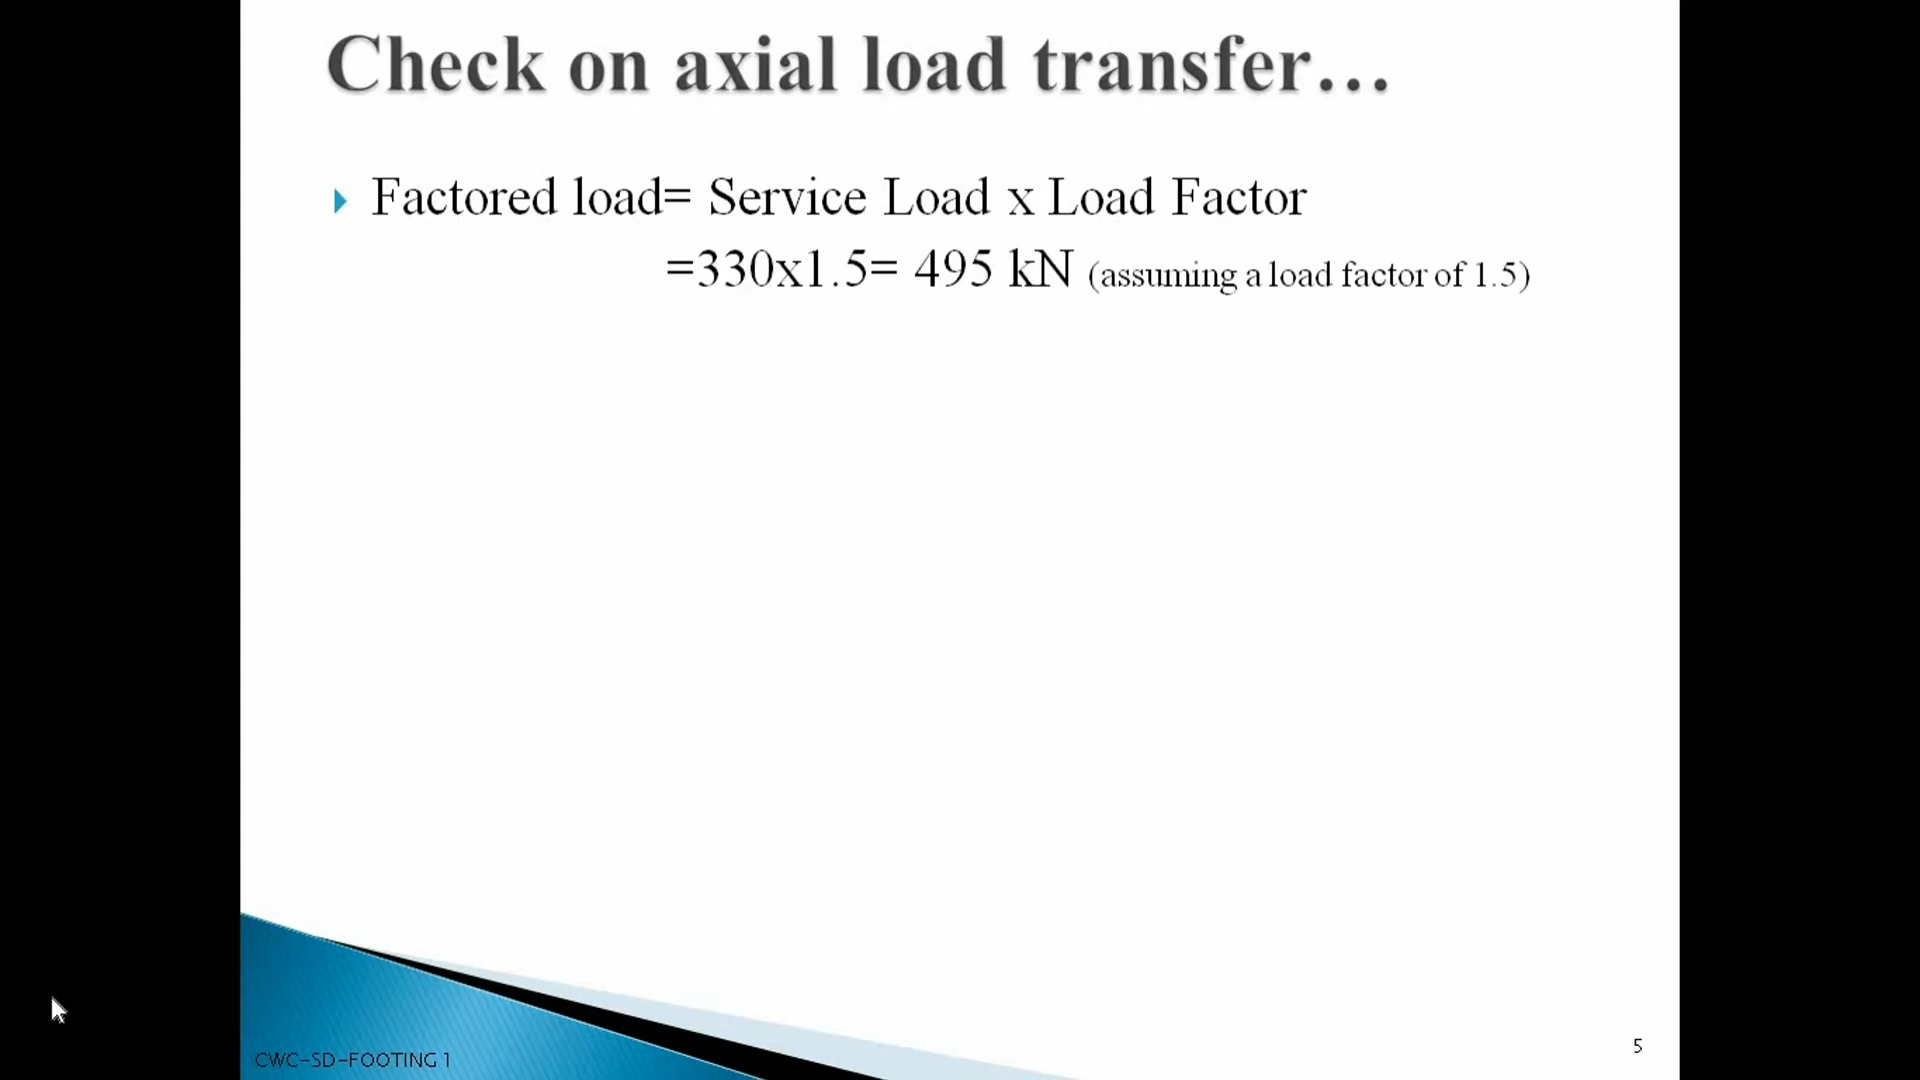 Check on axial load transfer...
Factored load= Service Load x Load Factor
=330x1.5= 495 kN (assuming a load factor of 1.5)
CWC-SD-FOOTING 1
5